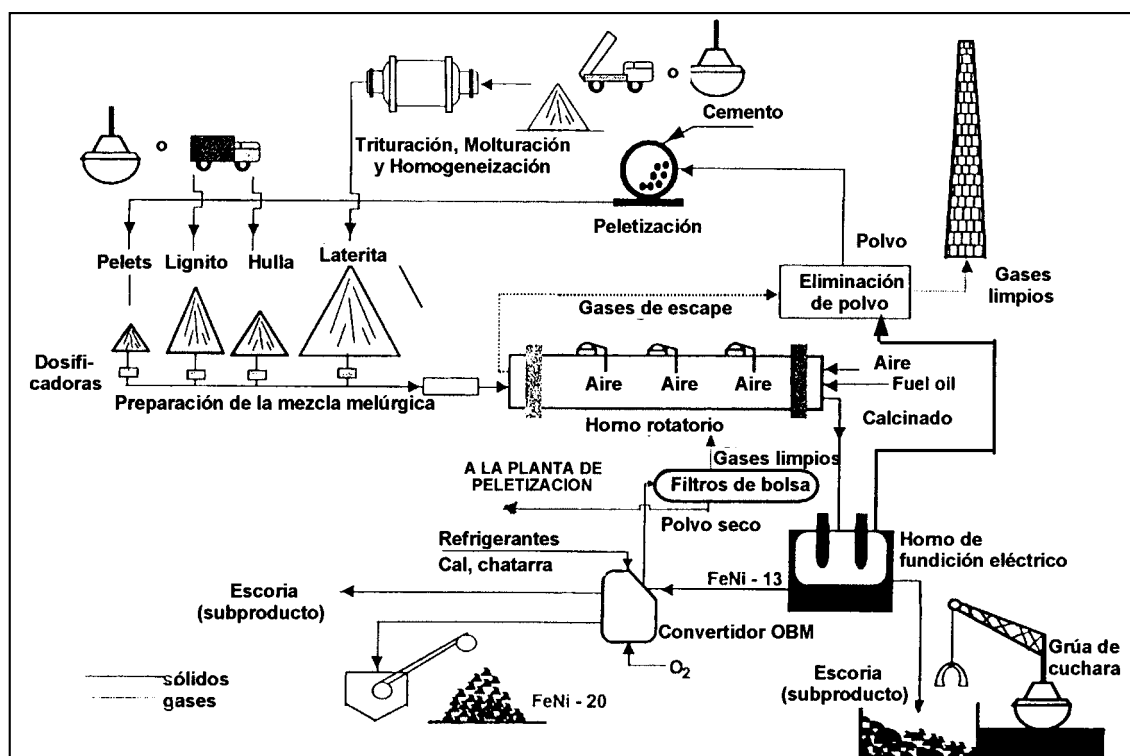 Cemento
Trituración, Molturación
y Homogeneización
Peletización
Polvo
Pelets
Lignito
Hulla
Laterita
Eliminación
de polvo
Gases
limpios
Gases de escape
Dosifi-
cadoras
Aire
Aire
Aire
Aire
Fuel oil
Preparación de la mezcla melúrgica
Horno rotatorio
Calcinado
Gases limpios
A LA PLANTA DE
PELETIZACION
Filtros de bolsa
Polvo seco
Refrigerantes
Cal, chatarra
Horno de
fundición eléctrico
FeNi - 13
Escoria
(subproducto)
Convertidor OBM
O2
Grúa de
cuchara
Escoria
(subproducto)
sólidos
gases
FeNi - 20